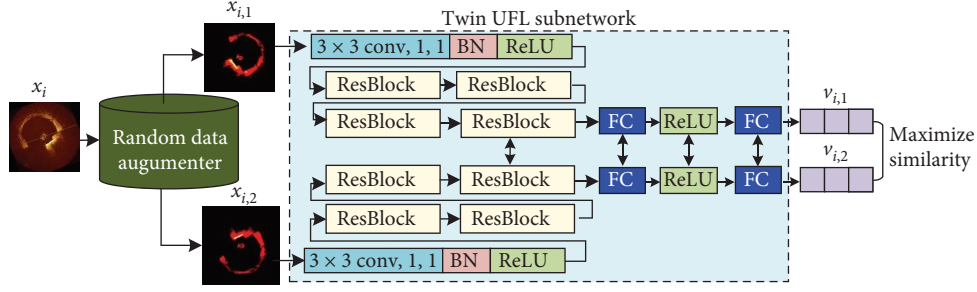 Twin UFL subnetwork
x_{i,1}
3 × 3 conv, 1, 1 BN ReLU
ResBlock ResBlock
x_i
ResBlock ResBlock FC ReLU FC
v_{i,1}
Random data
augumenter
Maximize
similarity
v_{i,2}
x_{i,2}
ResBlock ResBlock FC ReLU FC
ResBlock ResBlock
3 × 3 conv, 1, 1 BN ReLU